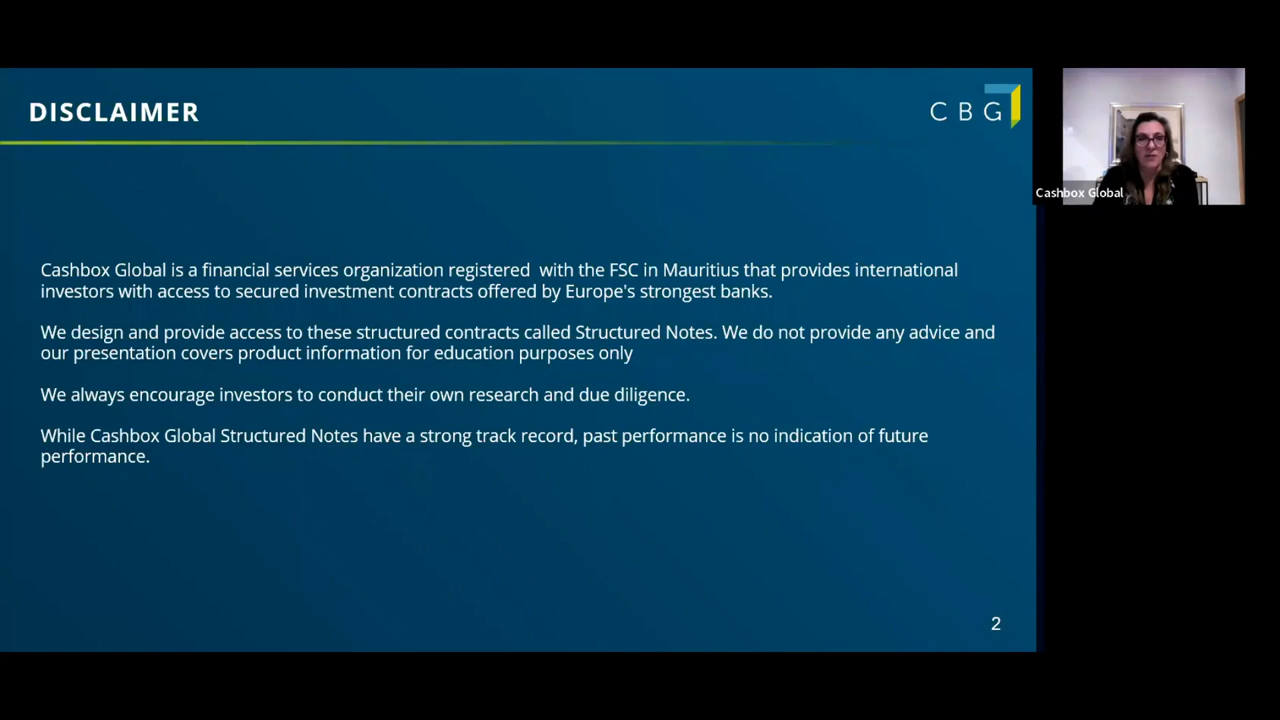 DISCLAIMER
CBG
Cashbox Global
Cashbox Global is a financial services organization registered with the FSC in Mauritius that provides international
investors with access to secured investment contracts offered by Europe's strongest banks.
We design and provide access to these structured contracts called Structured Notes. We do not provide any advice and
our presentation covers product information for education purposes only
We always encourage investors to conduct their own research and due diligence.
While Cashbox Global Structured Notes have a strong track record, past performance is no indication of future
performance.
2